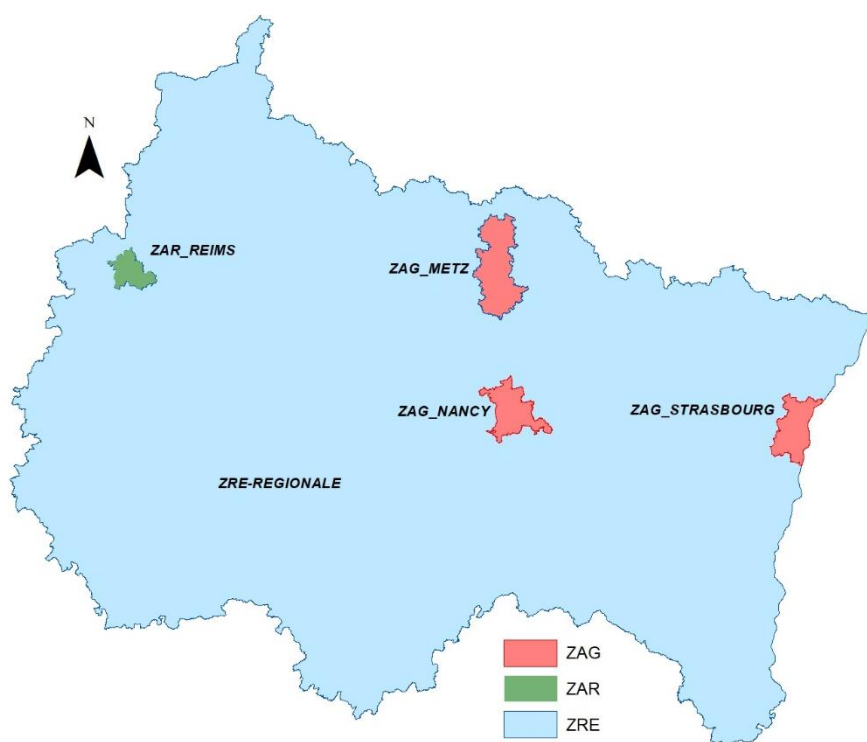 N
ZAR_REIMS
ZAG_METZ
ZAG_NANCY
ZAG_STRASBOURG
ZRE-REGIONALE
ZAG
ZAR
ZRE